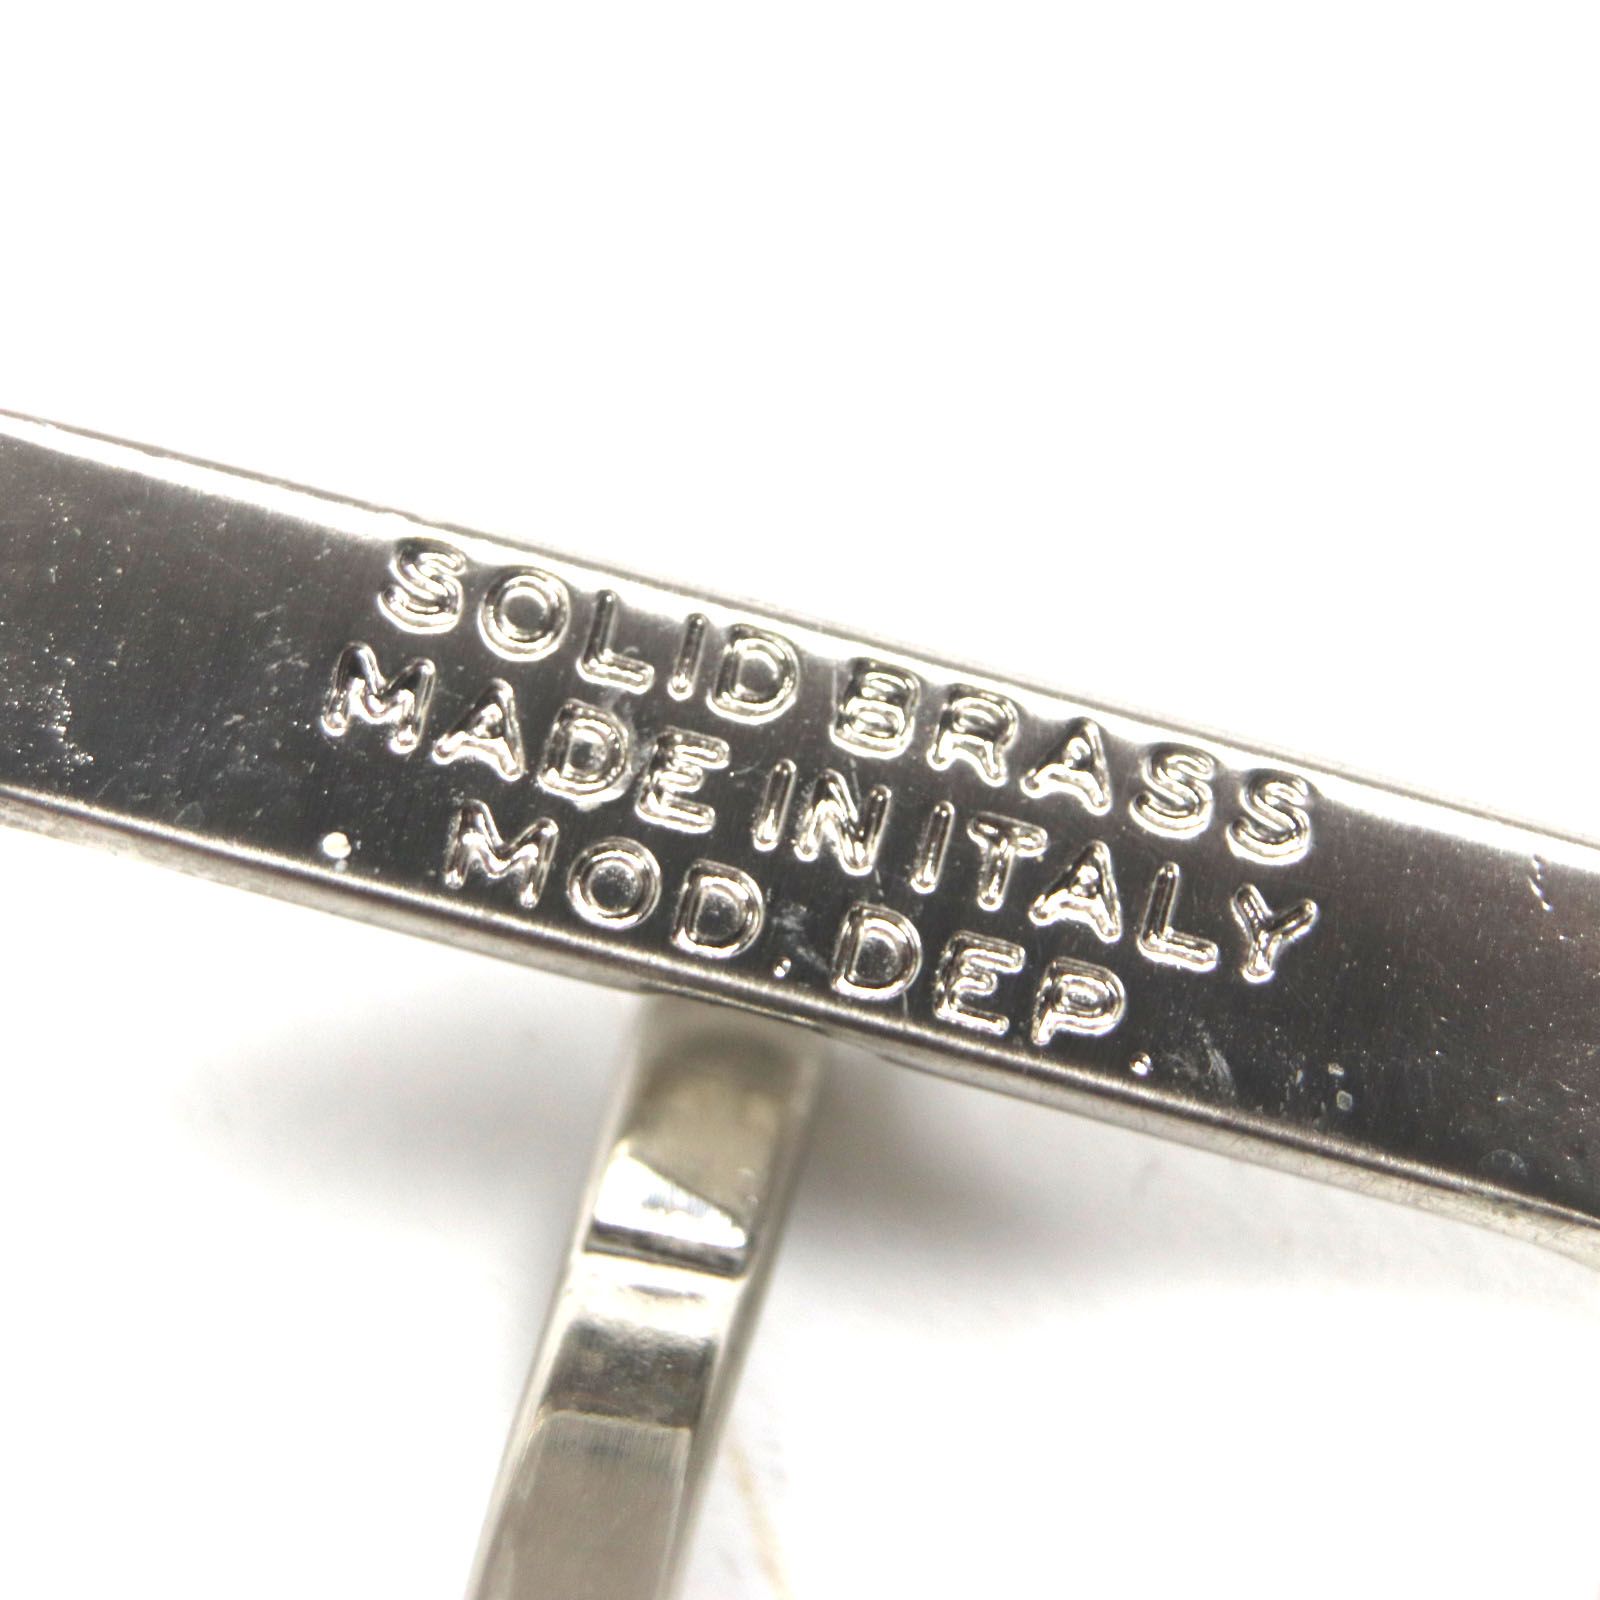 SOLID BRASS
MADE IN ITALY
MOD. DEP.